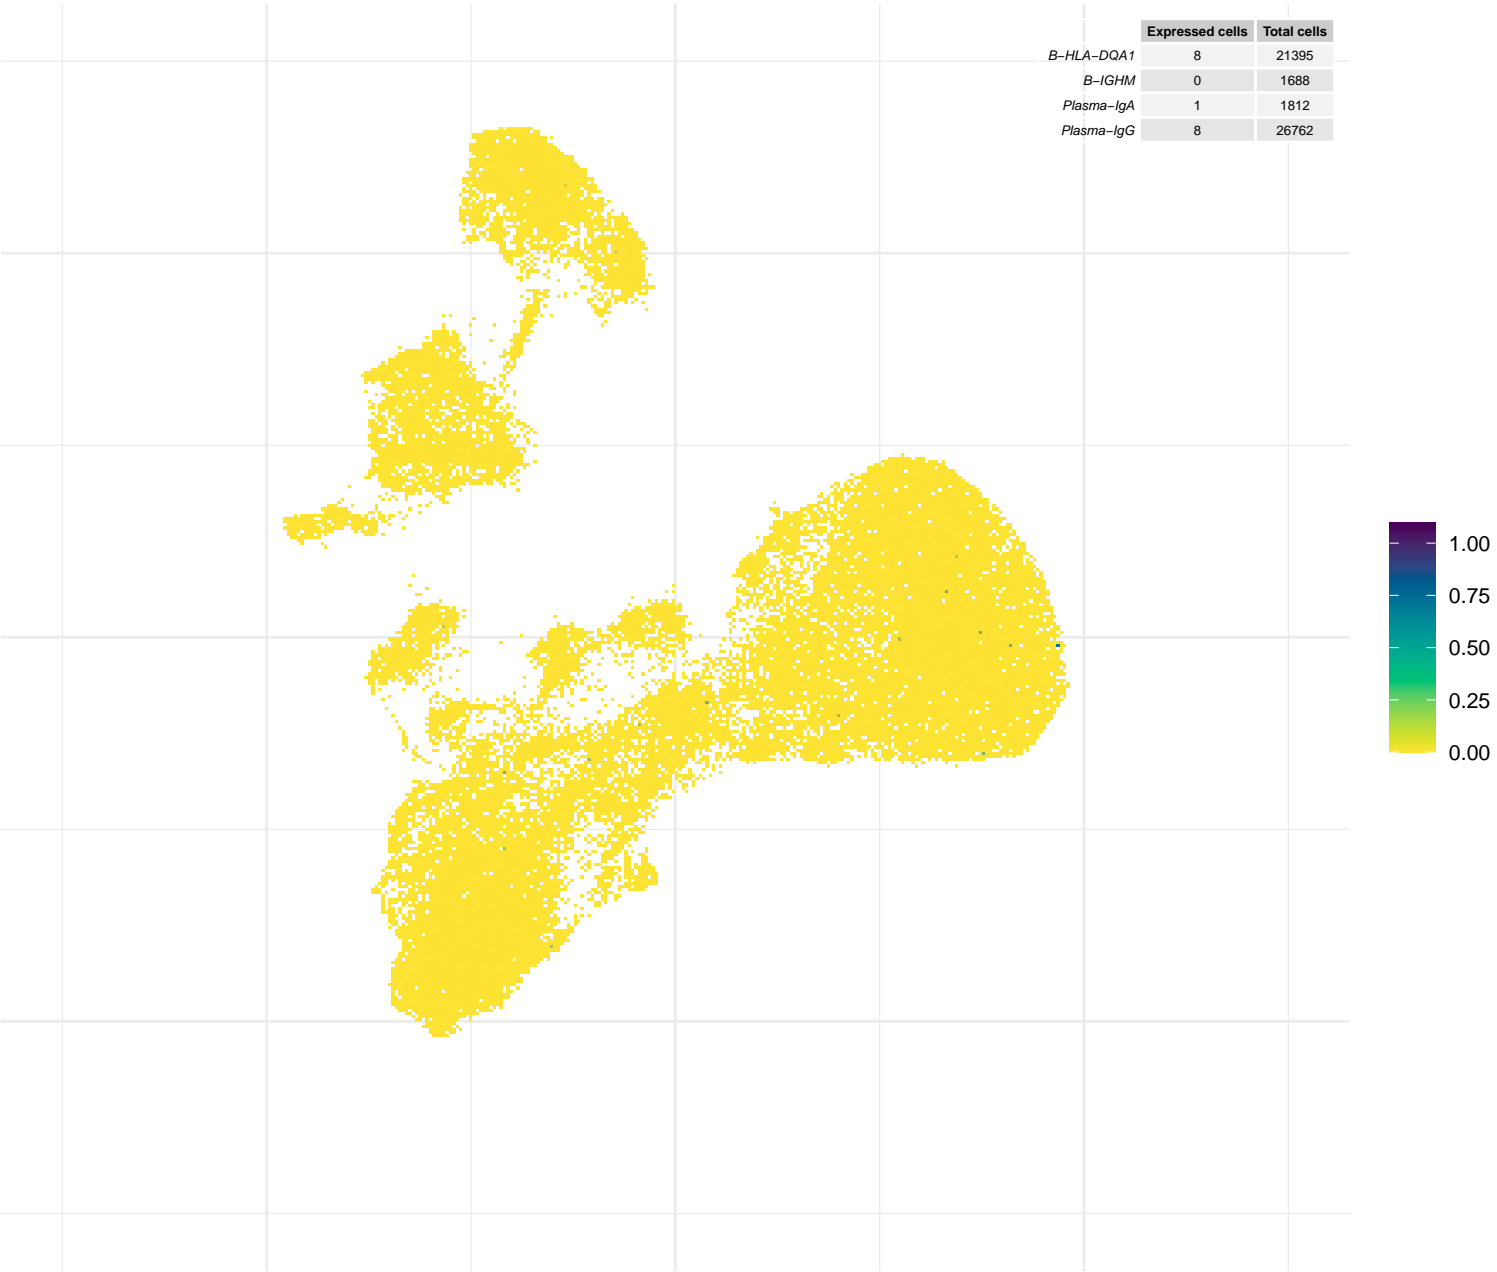 Expressed cells Total cells
B−HLA−DQA1 8 21395
B−IGHM 0 1688
Plasma−IgA 1 1812
Plasma−IgG 8 26762
1.00
0.75
0.50
0.25
0.00